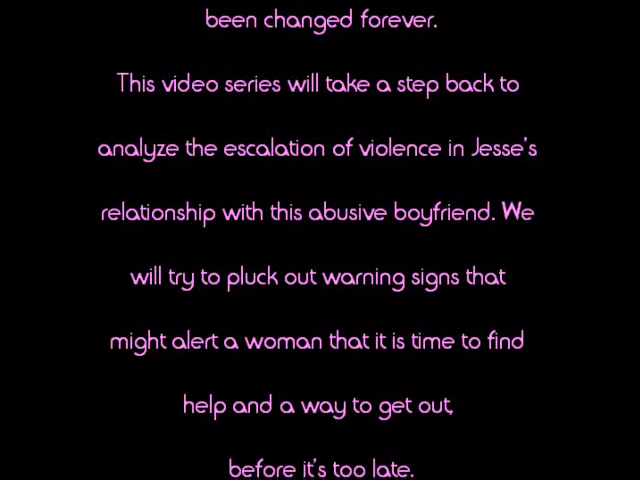 been changed forever.
This video series will take a step back to
analyze the escalation of violence in Jesse's
relationship with this abusive boyfriend. We
will try to pluck out warning signs that
might alert a woman that it is time to find
help and a way to get out,
before it's too late.